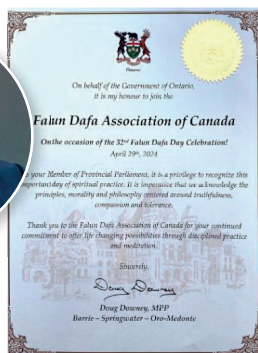 Ontario
On behalf of the Government of Ontario,
it is my honour to join the
Falun Dafa Association of Canada
On the occasion of the 32nd Falun Dafa Day Celebration!
April 29th, 2024
your Member of Provincial Parliament, it is a privilege to recognize this
important day of spiritual practice. It is imperative that we acknowledge the
principles, morality and philosophy centered around truthfulness,
compassion and tolerance.
Thank you to the Falun Dafa Association of Canada for your continued
commitment to offer life changing possibilities through disciplined practice
and meditation.
Sincerely,
Doug Downey
Doug Downey, MPP
Barrie – Springwater – Oro-Medonte